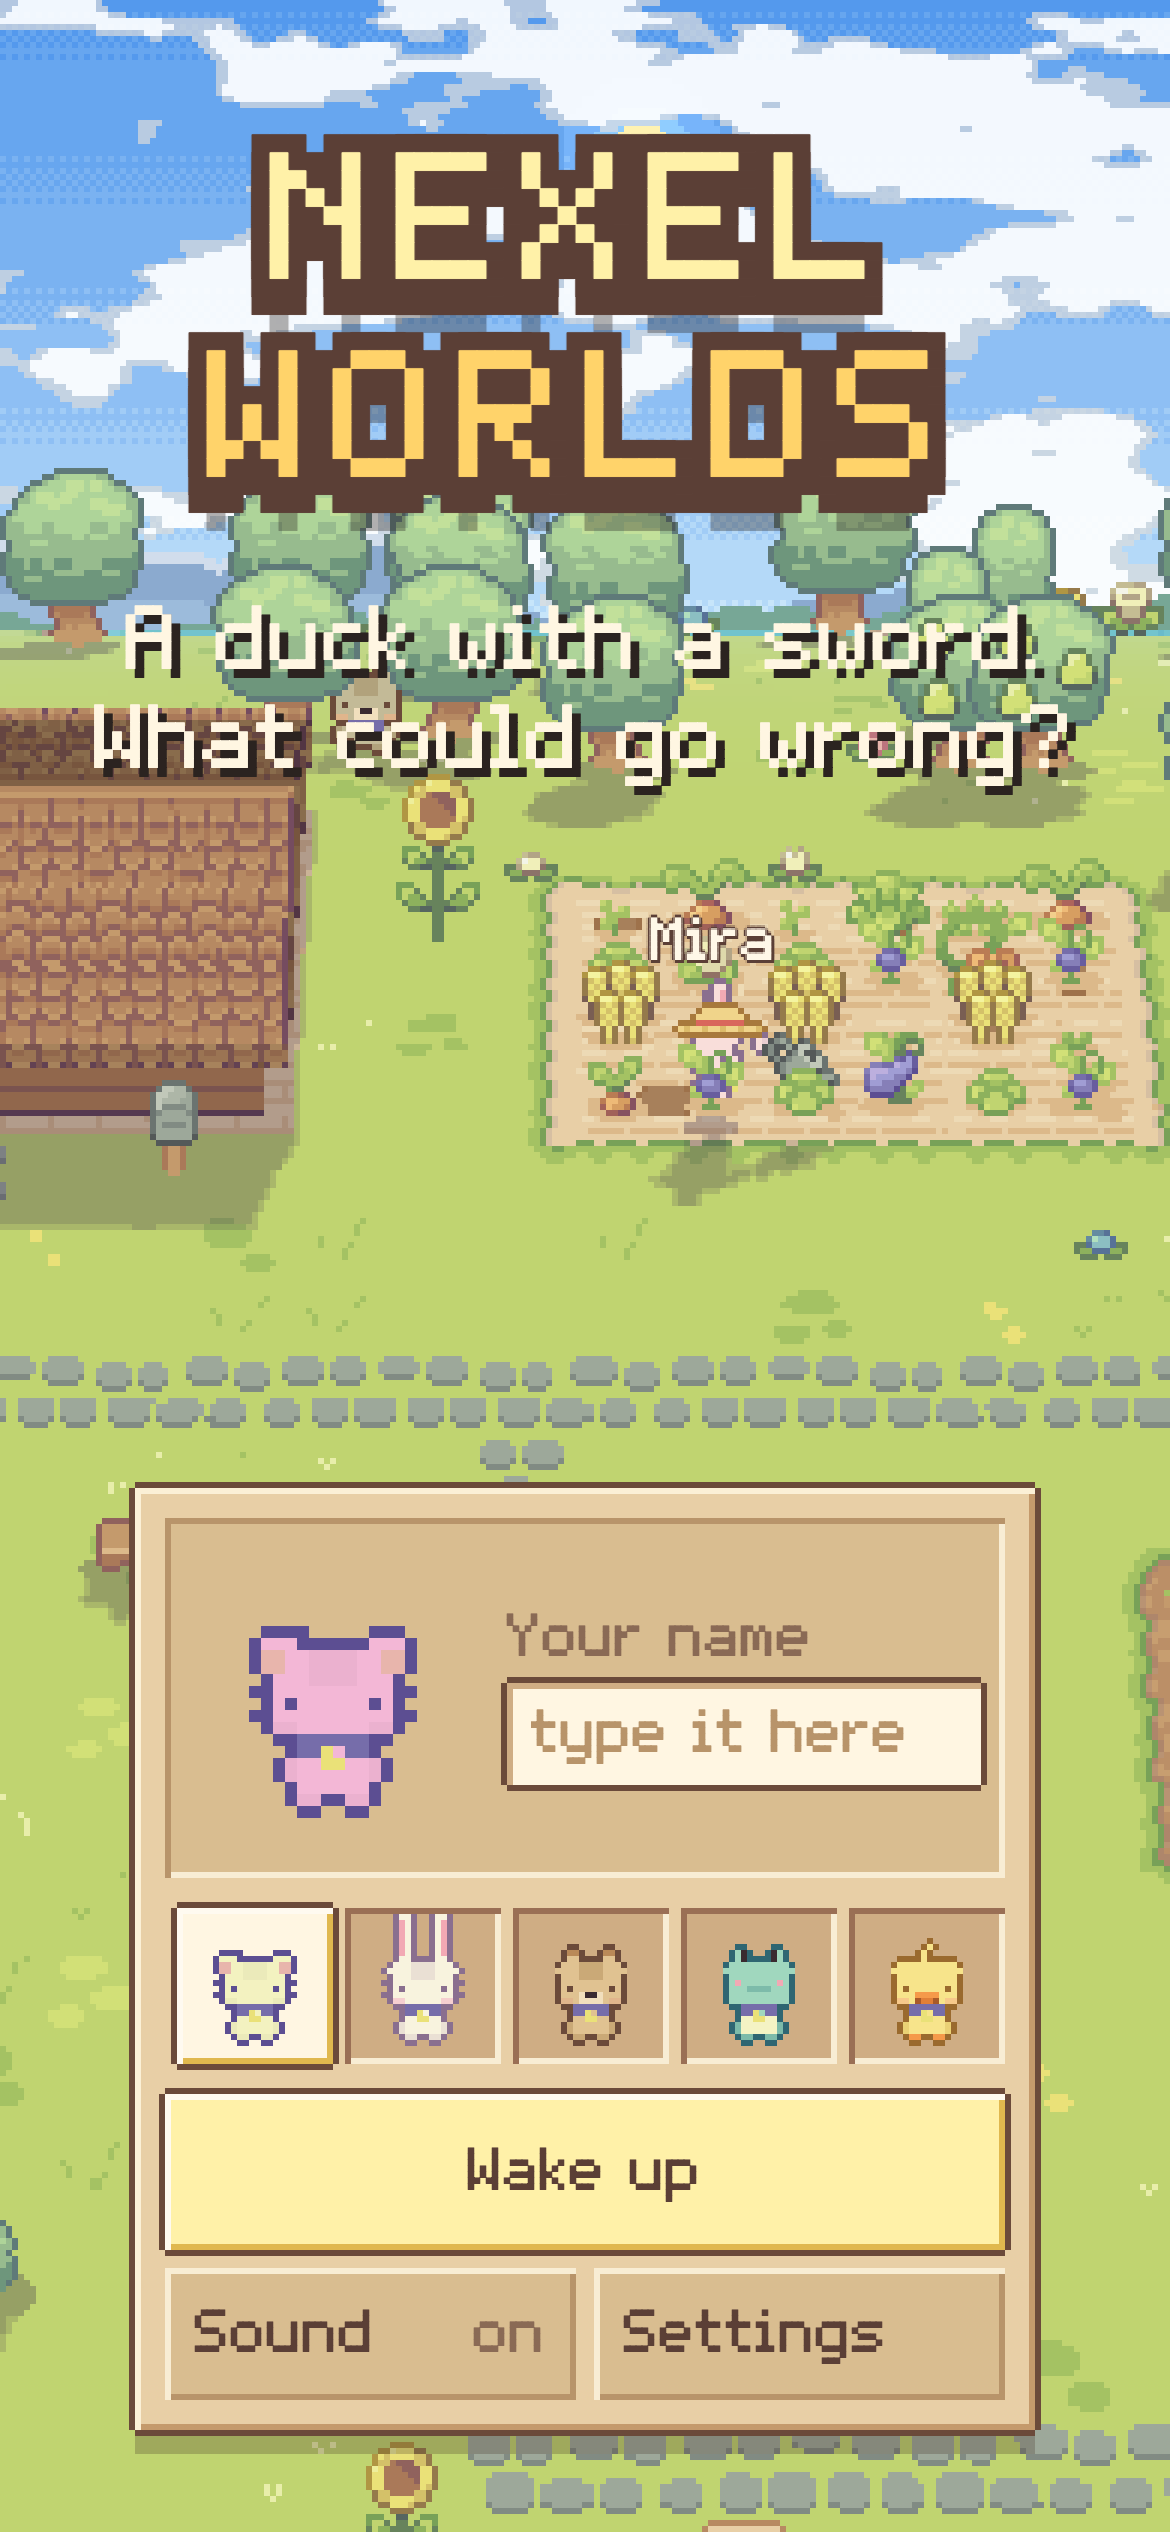 NEXEL
WORLDS
A duck with a sword.
What could go wrong?
Mira
Your name
type it here
Wake up
Sound on
Settings